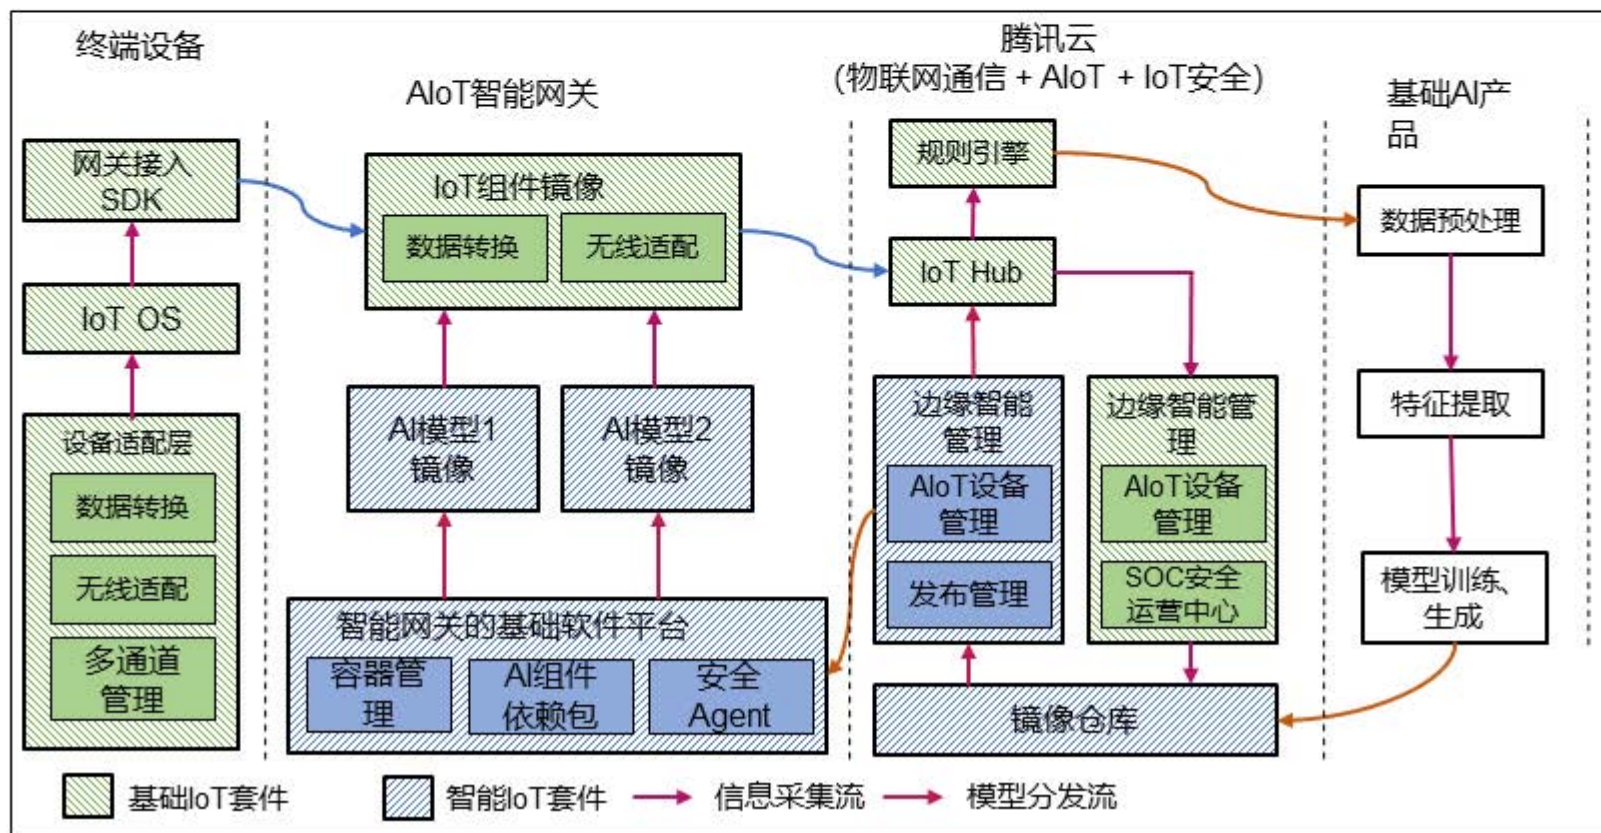 终端设备
网关接入
SDK
IoT OS
设备适配层
数据转换
无线适配
多通道
管理
AIoT智能网关
IoT组件镜像
数据转换
无线适配
AI模型1
镜像
AI模型2
镜像
智能网关的基础软件平台
容器管
理
AI组件
依赖包
安全
Agent
腾讯云
(物联网通信 + AIoT + IoT安全)
规则引擎
IoT Hub
边缘智能
管理
AIoT设备
管理
发布管理
边缘智能管
理
AIoT设备
管理
SOC安全
运营中心
镜像仓库
基础AI产
品
数据预处理
特征提取
模型训练、
生成
基础IoT套件
智能IoT套件
信息采集流
模型分发流